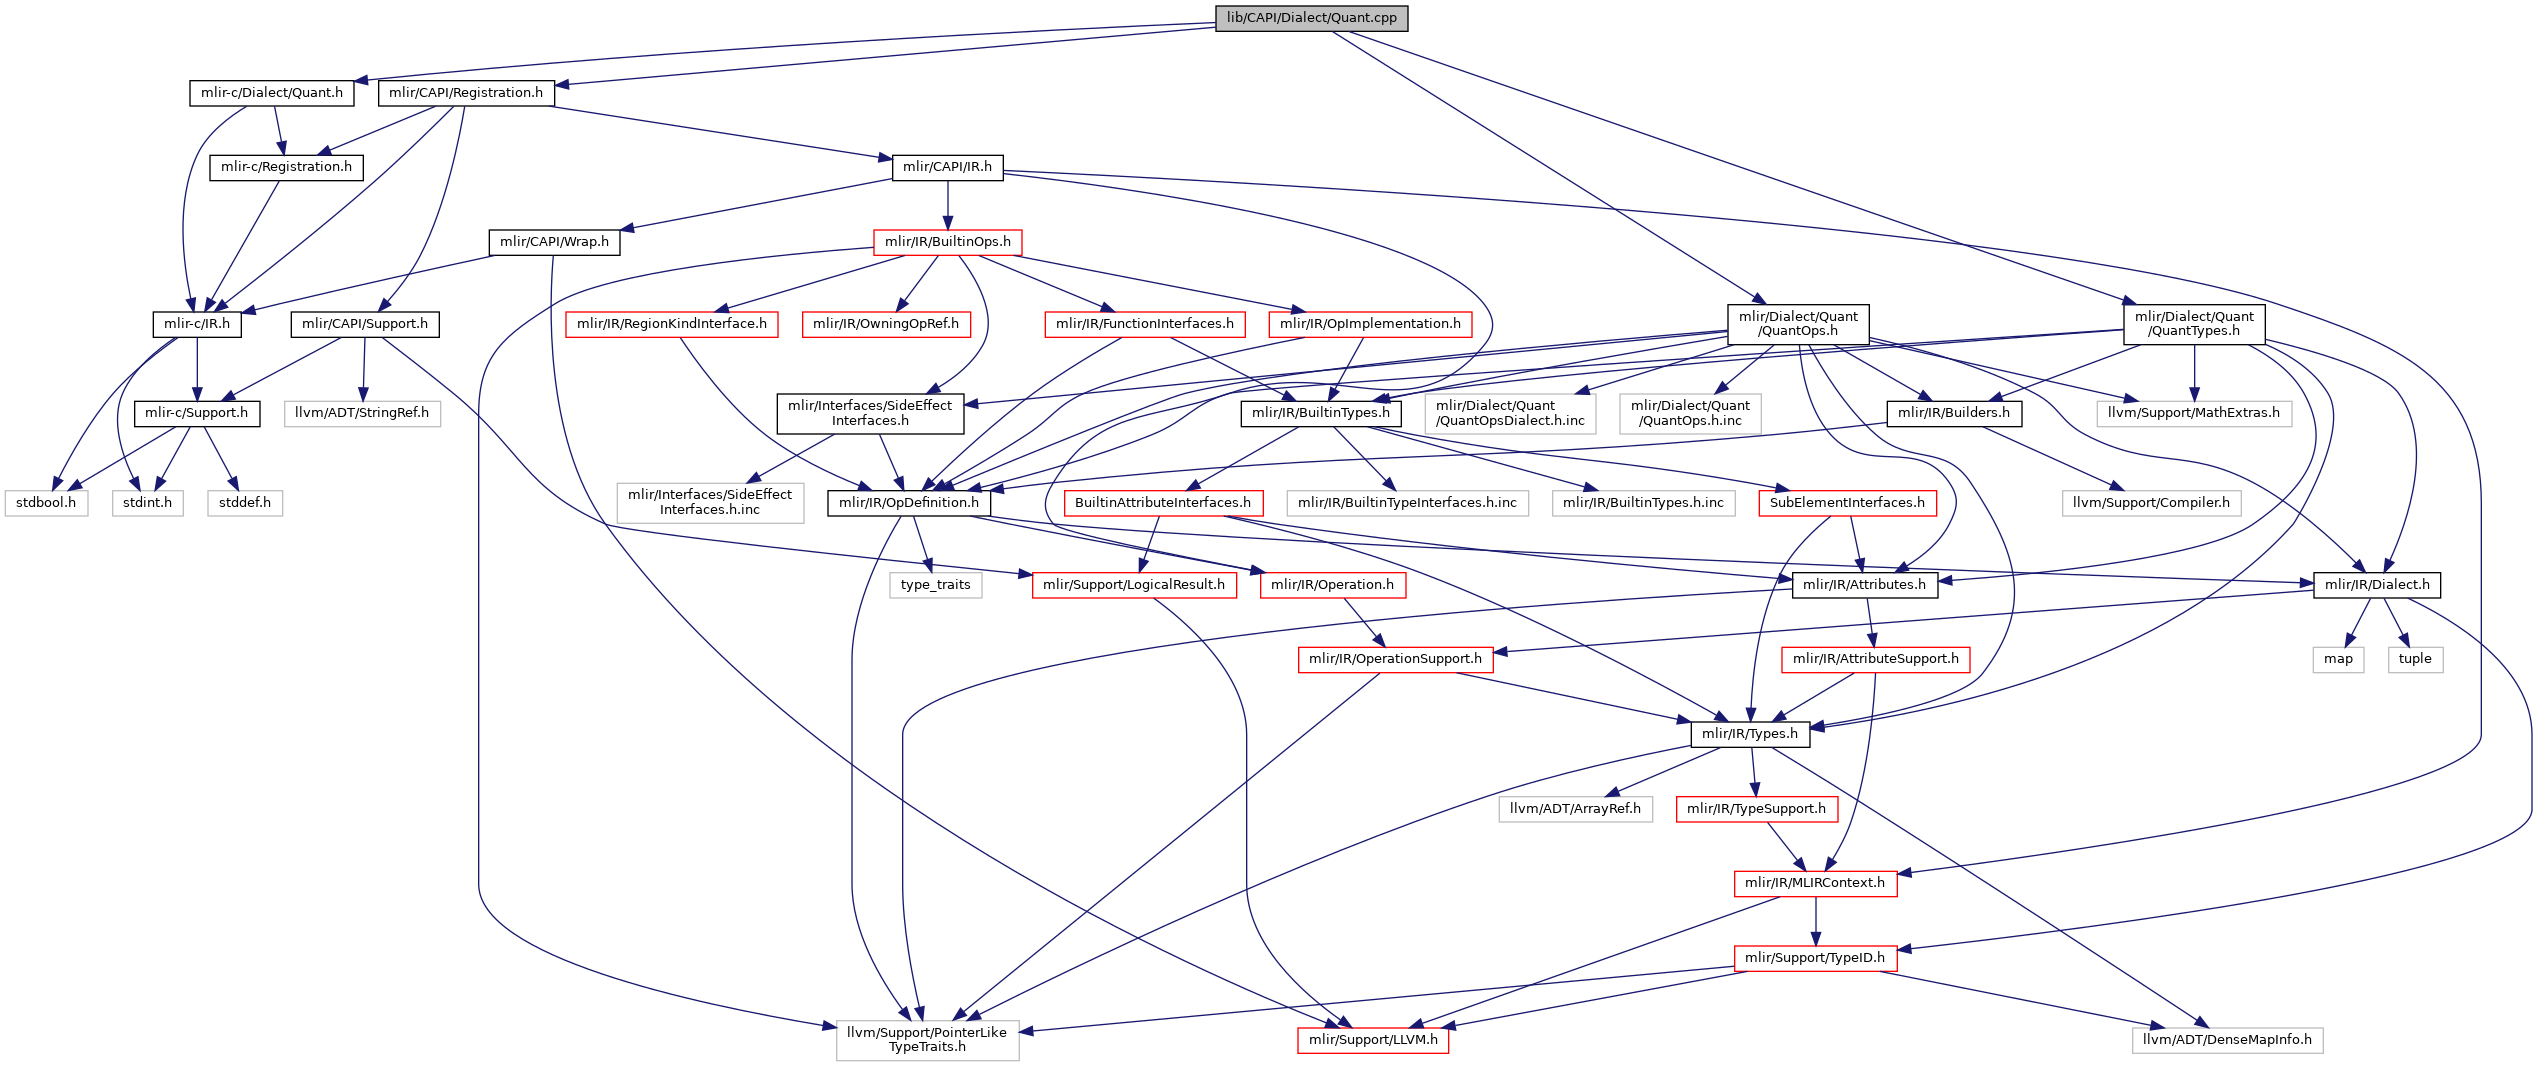 lib/CAPI/Dialect/Quant.cpp
mlir-c/Dialect/Quant.h
mlir/CAPI/Registration.h
mlir-c/Registration.h
mlir/CAPI/IR.h
mlir/CAPI/Wrap.h
mlir/IR/BuiltinOps.h
mlir-c/IR.h
mlir/CAPI/Support.h
mlir/IR/RegionKindInterface.h
mlir/IR/OwningOpRef.h
mlir/IR/FunctionInterfaces.h
mlir/IR/OpImplementation.h
mlir/Dialect/Quant
/QuantOps.h
mlir/Dialect/Quant
/QuantTypes.h
mlir-c/Support.h
llvm/ADT/StringRef.h
mlir/Interfaces/SideEffect
Interfaces.h
mlir/IR/BuiltinTypes.h
mlir/Dialect/Quant
/QuantOpsDialect.h.inc
mlir/Dialect/Quant
/QuantOps.h.inc
mlir/IR/Builders.h
llvm/Support/MathExtras.h
stdbool.h
stdint.h
stddef.h
mlir/Interfaces/SideEffect
Interfaces.h.inc
mlir/IR/OpDefinition.h
BuiltinAttributeInterfaces.h
mlir/IR/BuiltinTypeInterfaces.h.inc
mlir/IR/BuiltinTypes.h.inc
SubElementInterfaces.h
llvm/Support/Compiler.h
type_traits
mlir/Support/LogicalResult.h
mlir/IR/Operation.h
mlir/IR/Attributes.h
mlir/IR/Dialect.h
mlir/IR/OperationSupport.h
mlir/IR/AttributeSupport.h
map
tuple
mlir/IR/Types.h
llvm/ADT/ArrayRef.h
mlir/IR/TypeSupport.h
mlir/IR/MLIRContext.h
mlir/Support/TypeID.h
llvm/Support/PointerLike
TypeTraits.h
mlir/Support/LLVM.h
llvm/ADT/DenseMapInfo.h